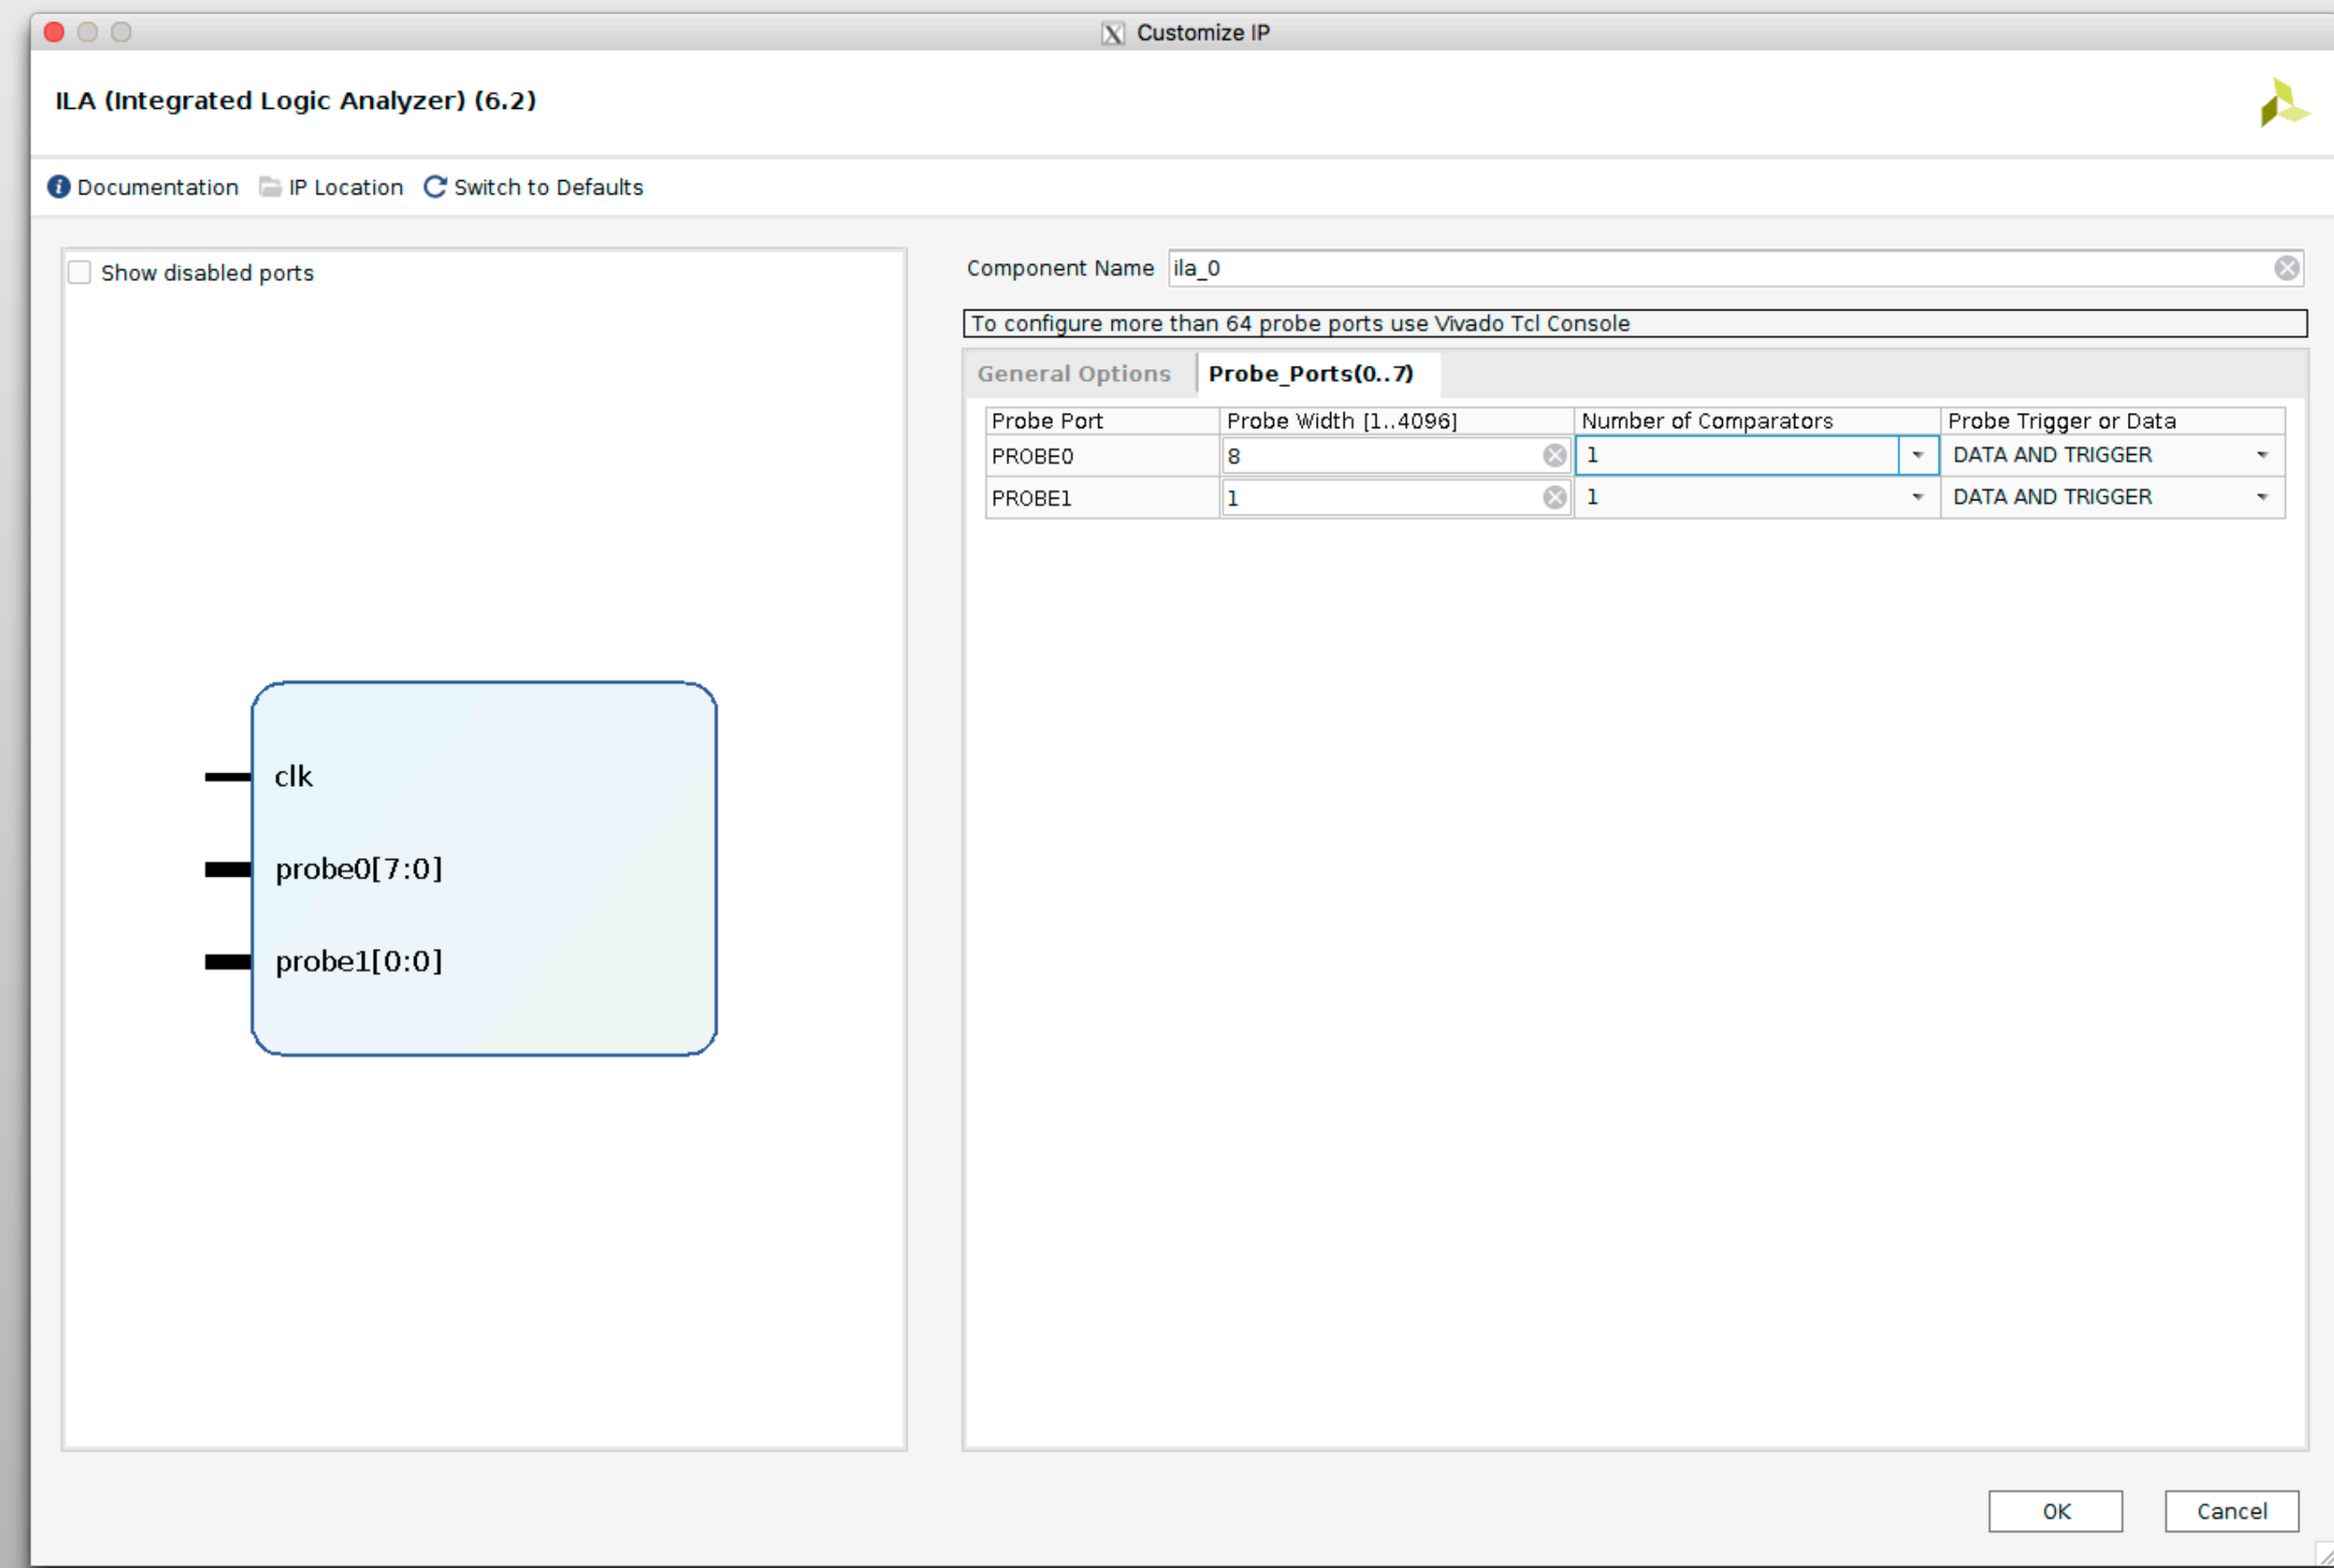 Customize IP
ILA (Integrated Logic Analyzer) (6.2)
Documentation IP Location Switch to Defaults
Show disabled ports
clk
probe0[7:0]
probe1[0:0]
Component Name ila_0
To configure more than 64 probe ports use Vivado Tcl Console
General Options Probe_Ports(0..7)
Probe Port Probe Width [1..4096] Number of Comparators Probe Trigger or Data
PROBE0 8 1 DATA AND TRIGGER
PROBE1 1 1 DATA AND TRIGGER
OK Cancel